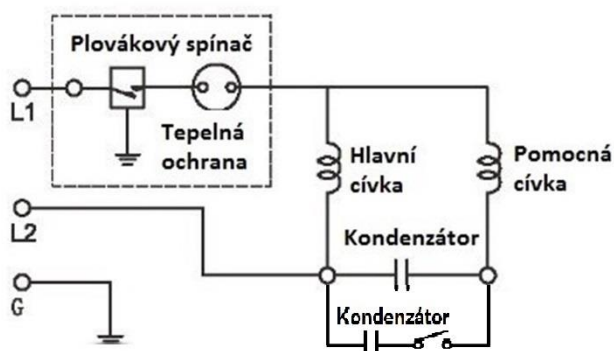 Plovákový spínač
L1
Tepelná
ochrana
Hlavní
cívka
Pomocná
cívka
L2
Kondenzátor
G
Kondenzátor